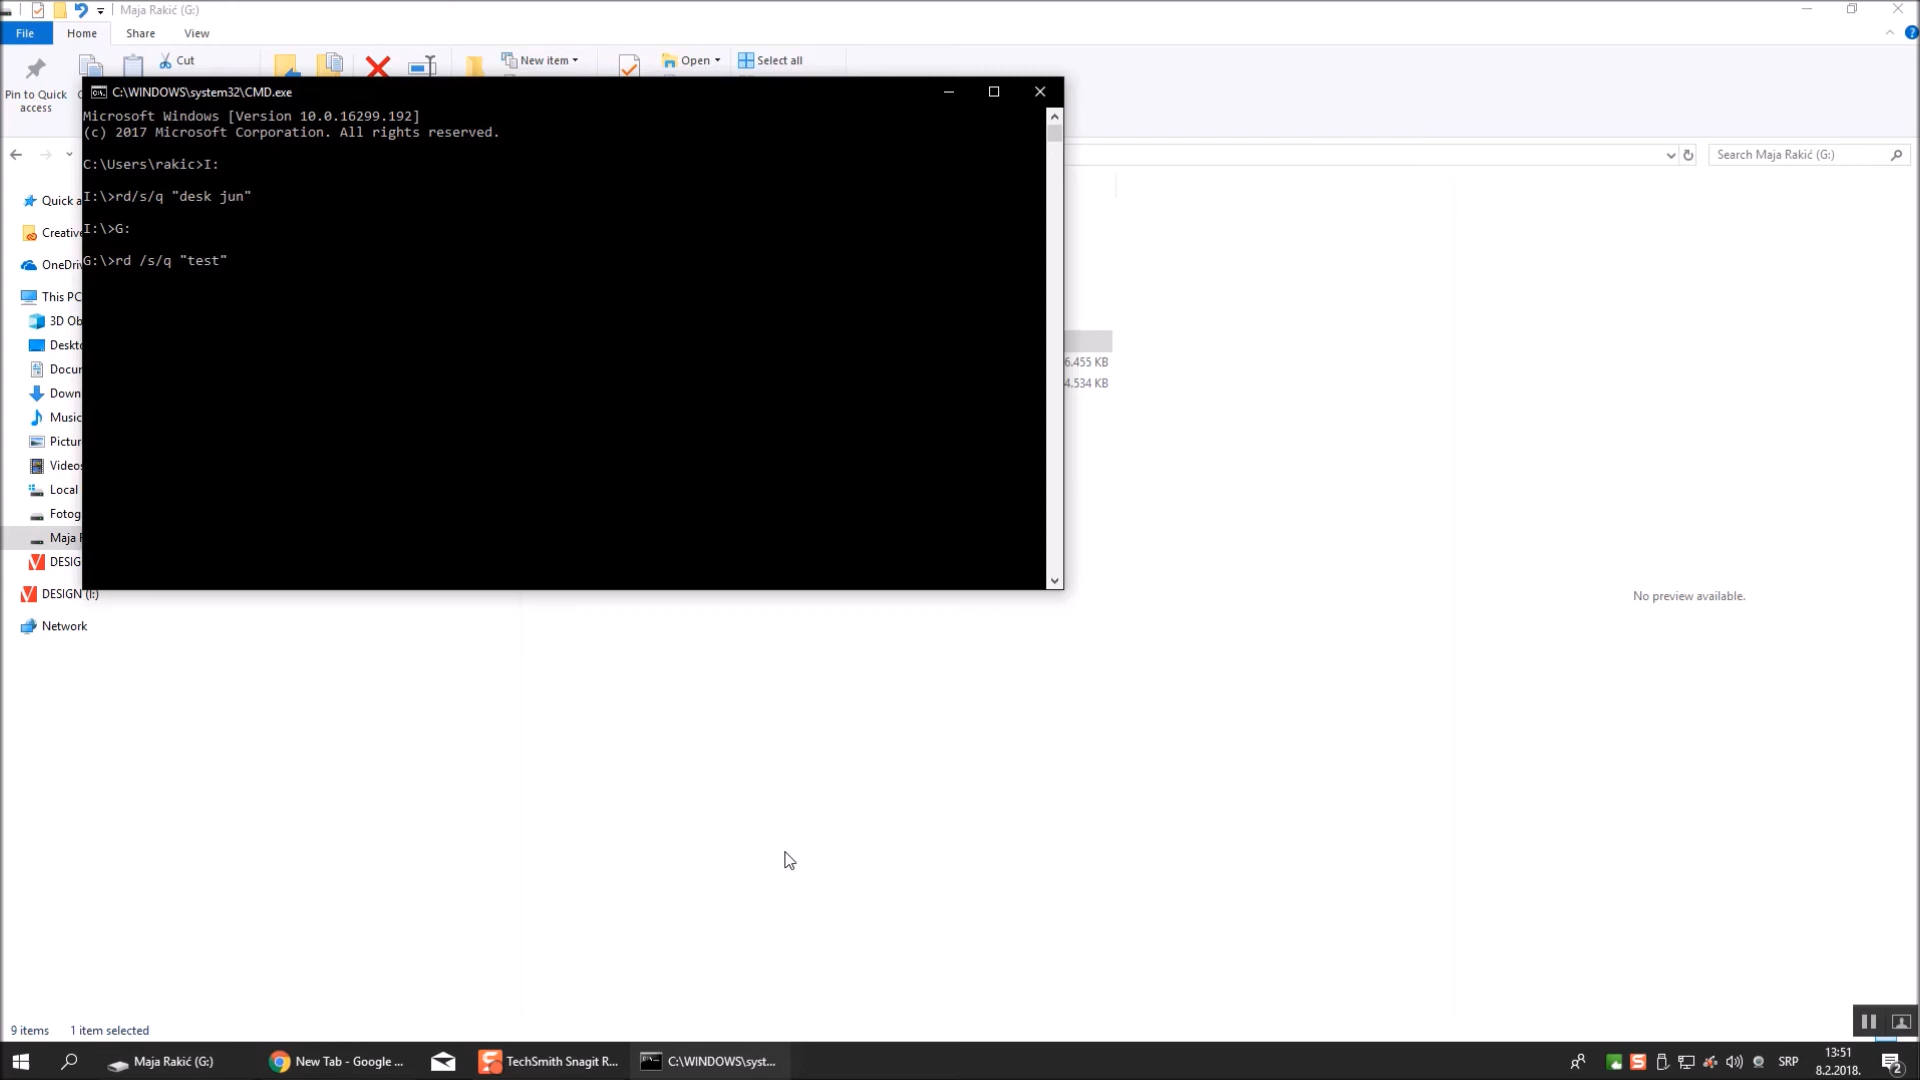 Maja Rakić (G:)
File
Home
Share
View
Cut
New item
Open
Select all
Pin to Quick
access
C:\WINDOWS\system32\CMD.exe
Microsoft Windows [Version 10.0.16299.192]
(c) 2017 Microsoft Corporation. All rights reserved.
C:\Users\rakic>I:
I:\>rd/s/q "desk jun"
I:\>G:
G:\>rd /s/q "test"
Search Maja Rakić (G:)
Quick a
Creative
OneDriv
This PC
3D Ob
Deskto
Docur
Down
Music
Pictur
Videos
Local
Fotog
Maja R
DESIG
DESIGN (I:)
Network
6.455 KB
4.534 KB
No preview available.
9 items
1 item selected
Maja Rakić (G:)
New Tab - Google ...
TechSmith Snagit R...
C:\WINDOWS\syst...
SRP
13:51
8.2.2018.
2